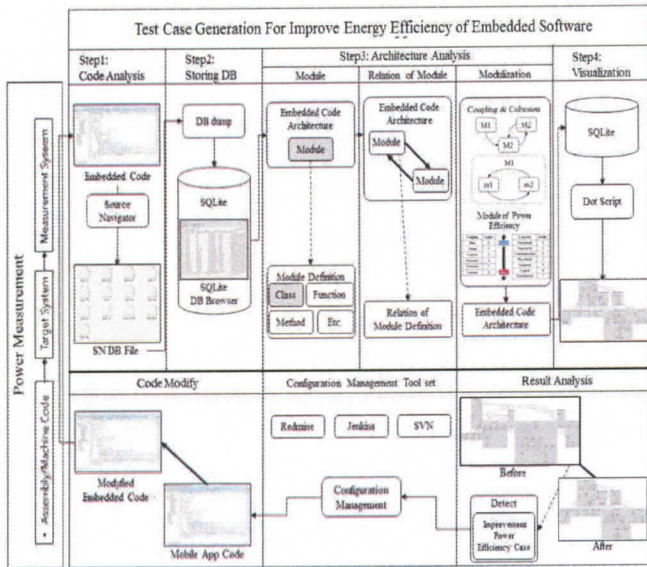 Test Case Generation For Improve Energy Efficiency of Embedded Software
Step1:
Code Analysis
Step2:
Storing DB
Step3: Architecture Analysis
Module
Relation of Module
Modulization
Step4:
Visualization
Power Measurement
Measurement System
Target System
Assembly/Machine Code
Embedded Code
Source
Navigator
SN DB File
DB dump
SQLite
SQLite
DB Browser
Embedded Code
Architecture
Module
Module Definition
Class
Function
Method
Etc.
Embedded Code
Architecture
Module
Module
Relation of
Module Definition
Coupling & Cohesion
M1
M2
M2
M1
m1
m2
Module of Power
Efficiency
Embedded Code
Architecture
SQLite
Dot Script
Code Modify
Configuration Management Tool set
Result Analysis
Modyfied
Embedded Code
Mobile App Code
Redmine
Jenkins
SVN
Configuration
Management
Before
Detect
Improvement
Power
Efficiency Case
After